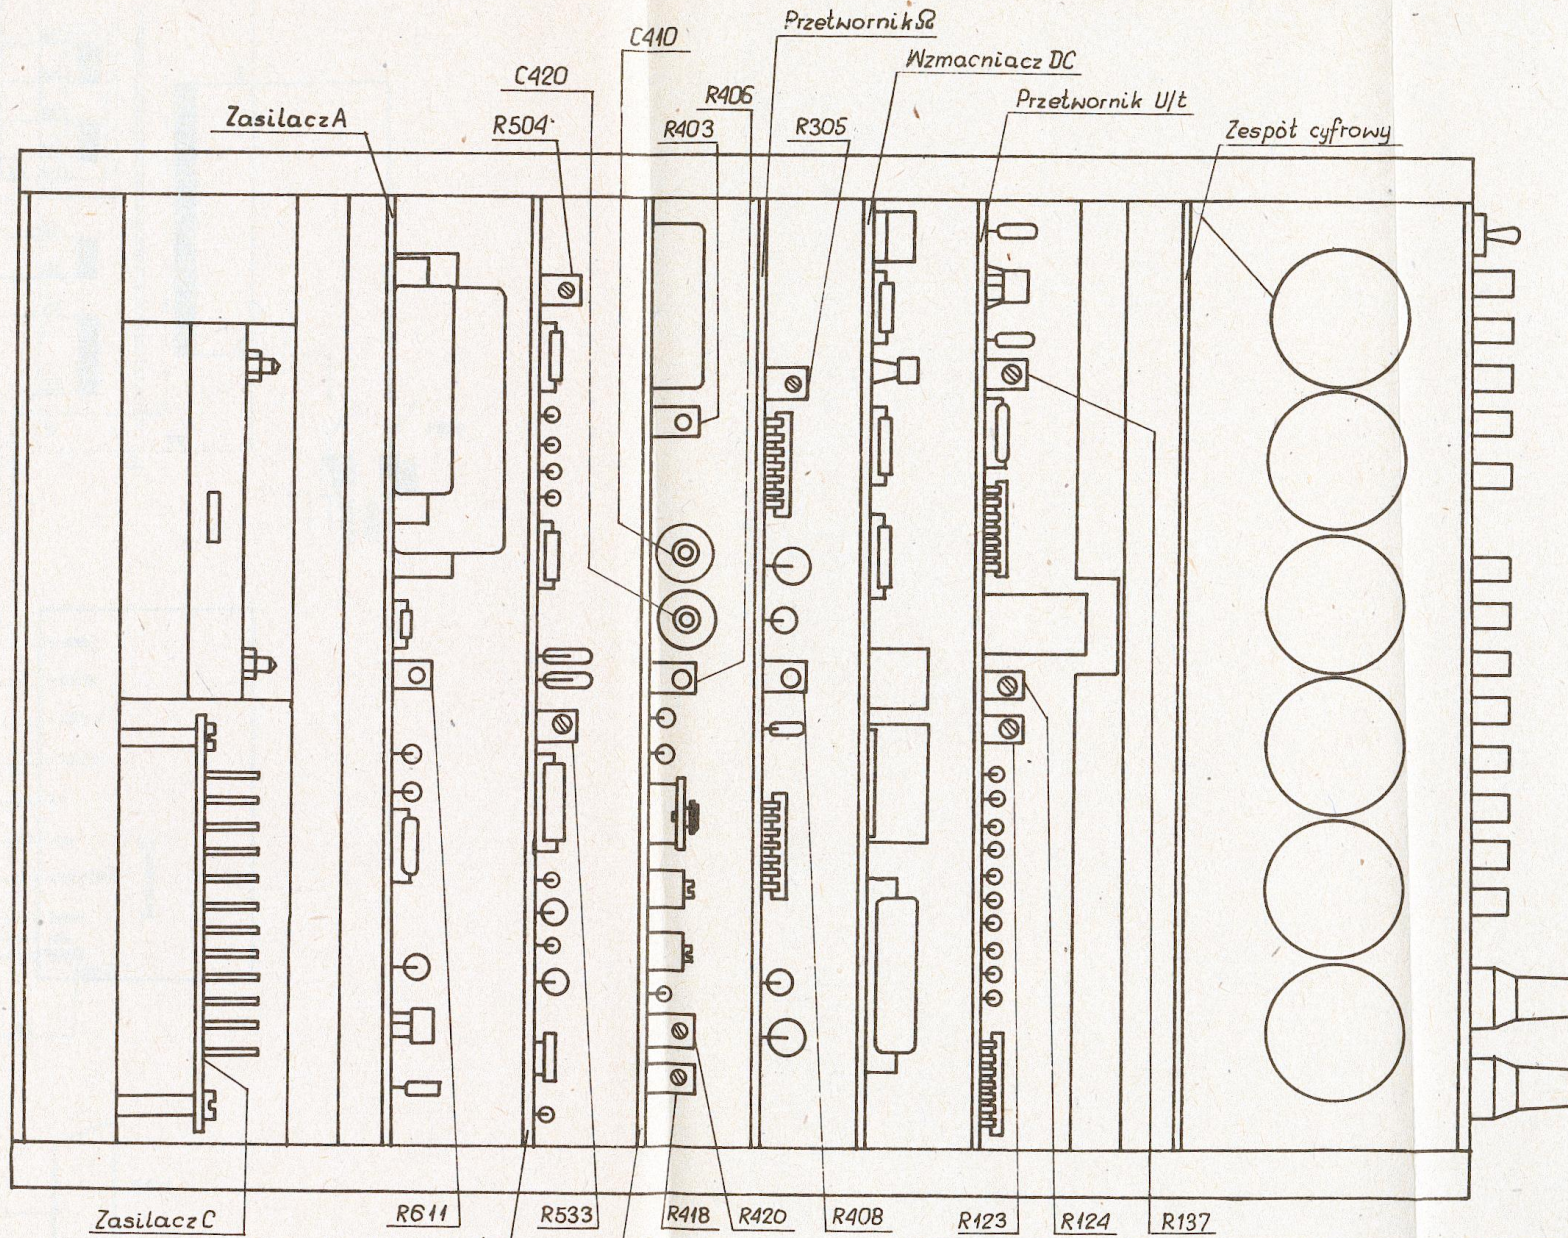 Przetwornik Ω
C410
Wzmacniacz DC
C420
R406
Przetwornik U/t
Zasilacz A
R504
R403
R305
Zespół cyfrowy
Zasilacz C
R611
R533
R418
R420
R408
R123
R124
R137